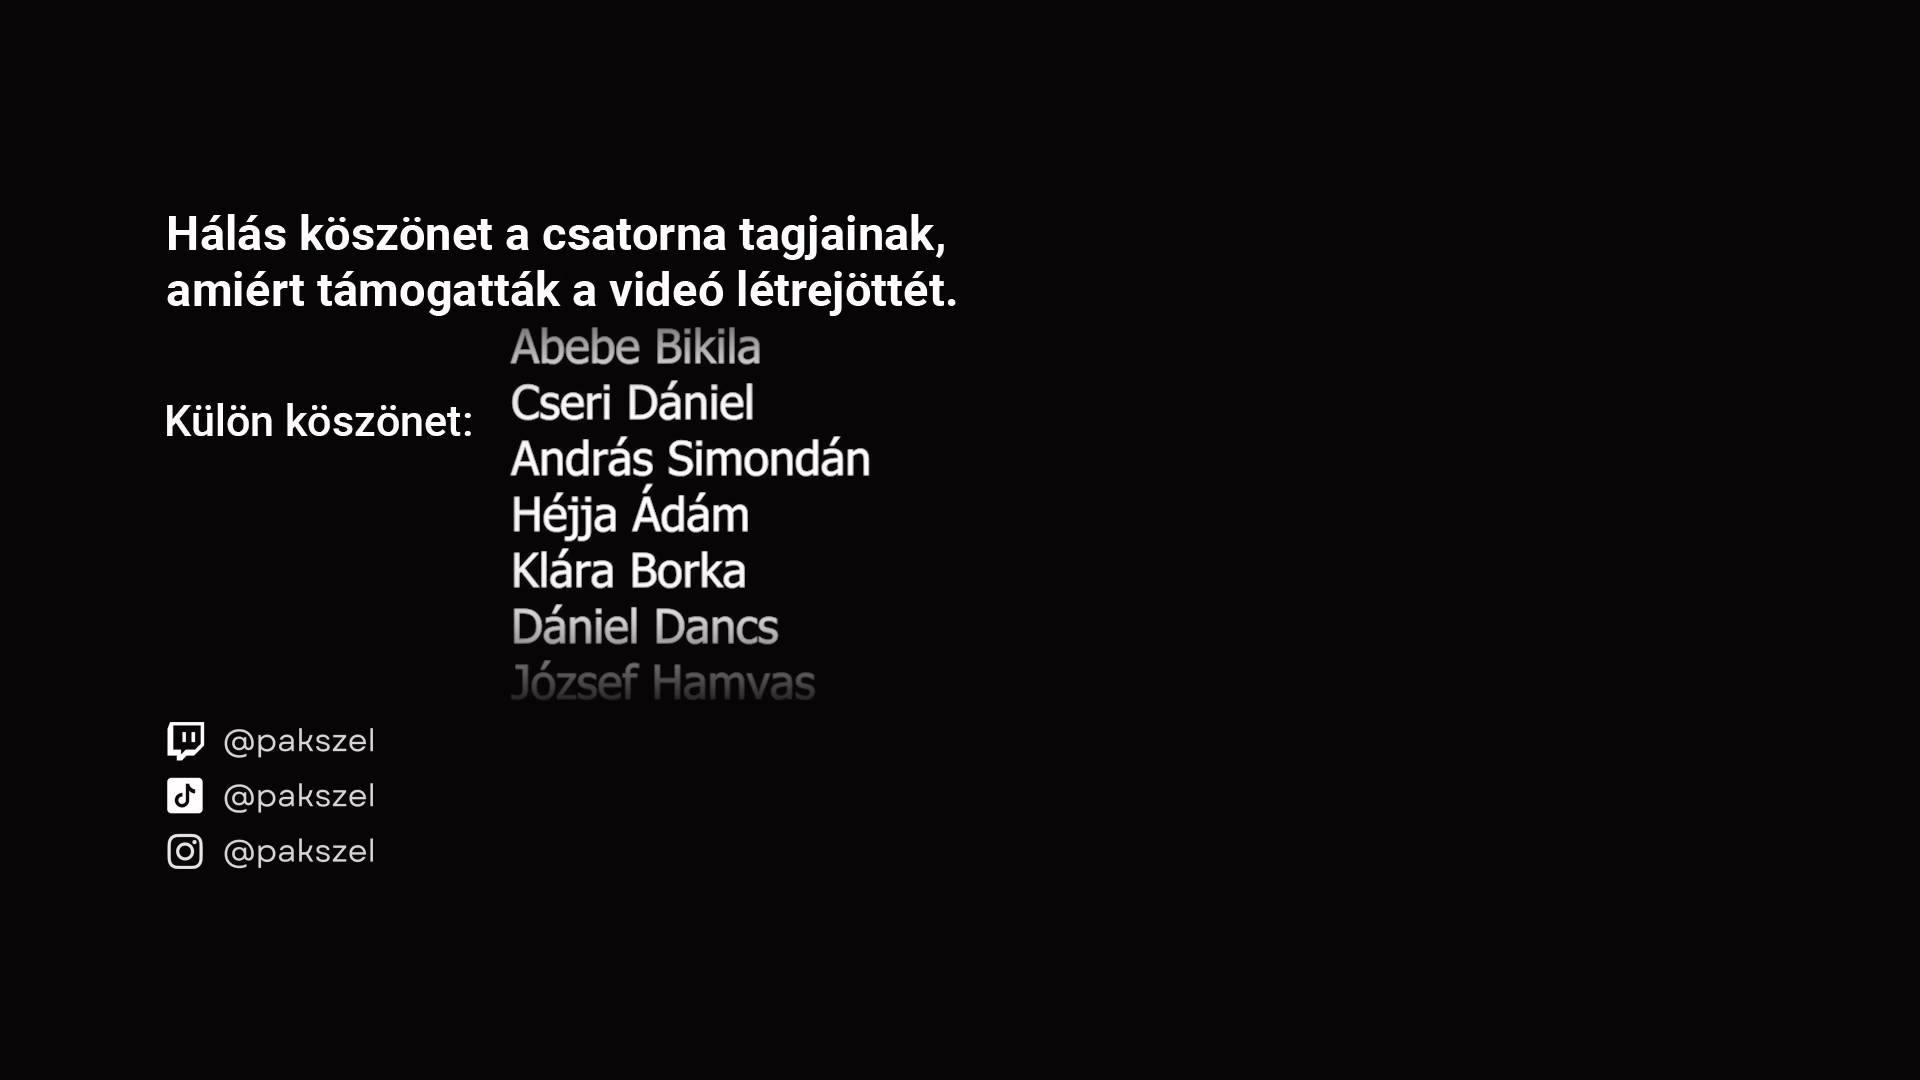 Hálás köszönet a csatorna tagjainak,
amiért támogatták a videó létrejöttét.
Külön köszönet:
Abebe Bikila
Cseri Dániel
András Simondán
Héjja Ádám
Klára Borka
Dániel Dancs
József Hamvas
@pakszel
@pakszel
@pakszel